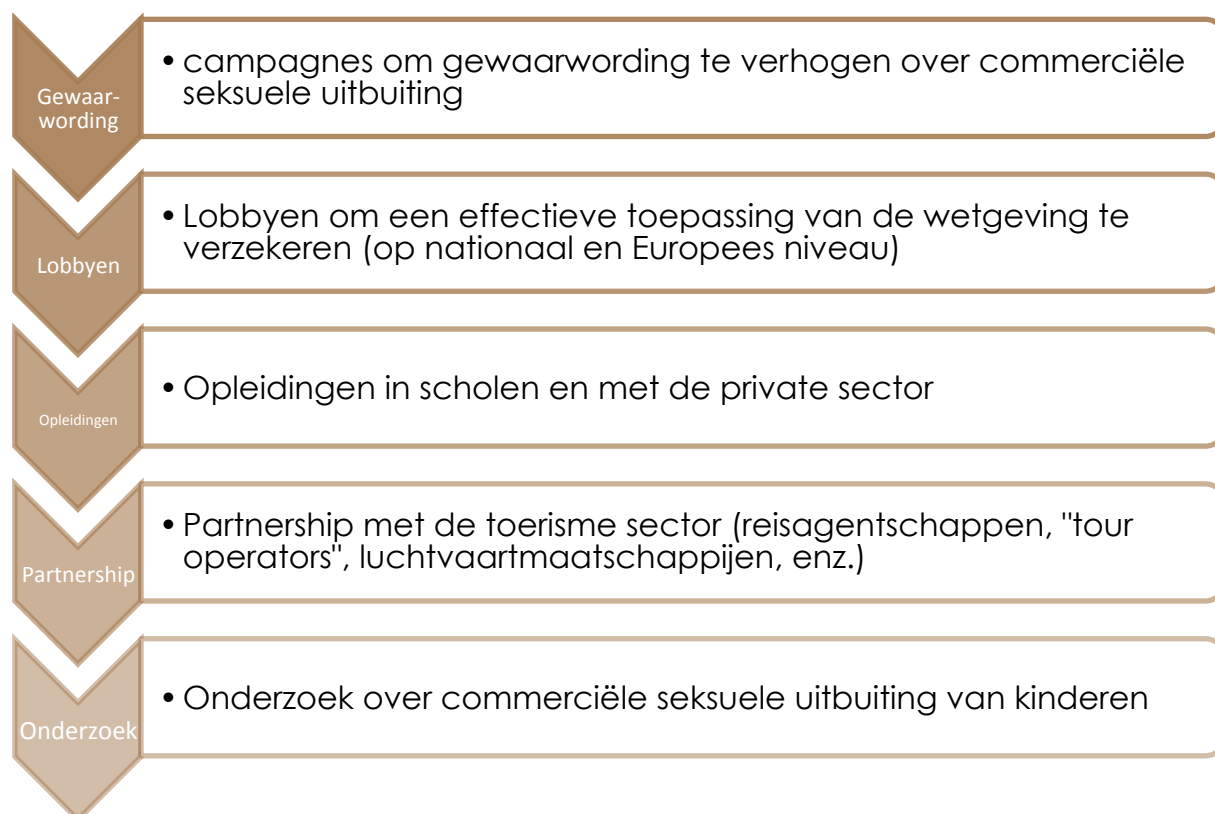 Gewaar-
wording
• campagnes om gewaarwording te verhogen over commerciële
seksuele uitbuiting
Lobbyen
• Lobbyen om een effectieve toepassing van de wetgeving te
verzekeren (op nationaal en Europees niveau)
Opleidingen
• Opleidingen in scholen en met de private sector
Partnership
• Partnership met de toerisme sector (reisagentschappen, "tour
operators", luchtvaartmaatschappijen, enz.)
Onderzoek
• Onderzoek over commerciële seksuele uitbuiting van kinderen